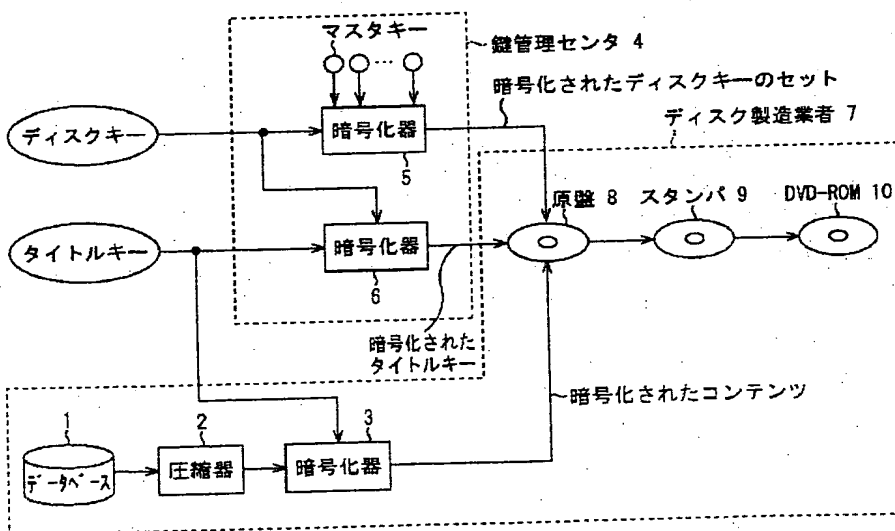 マスタキー
鍵管理センタ 4
…
暗号化されたディスクキーのセット
ディスク製造業者 7
ディスクキー
暗号化器
5
原盤 8
スタンパ 9
DVD-ROM 10
タイトルキー
暗号化器
6
暗号化された
タイトルキー
暗号化されたコンテンツ
1
2
3
データベース
圧縮器
暗号化器